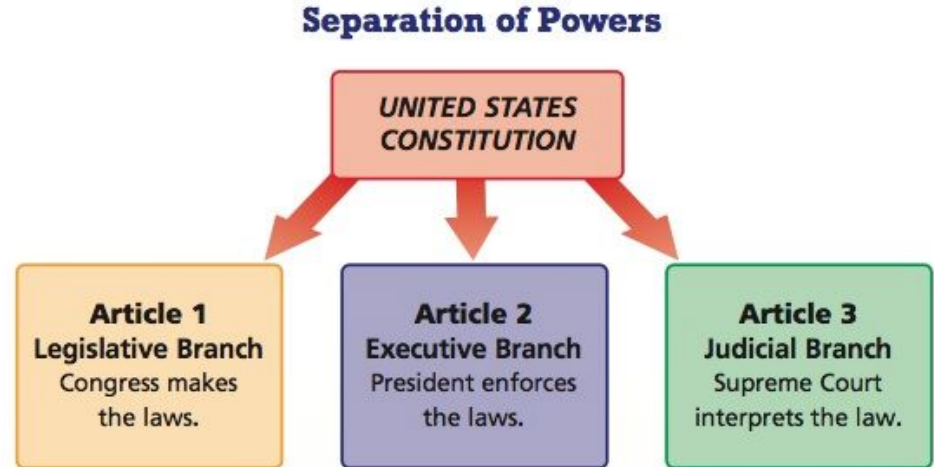 Separation of Powers
UNITED STATES
CONSTITUTION
Article 1
Legislative Branch
Congress makes
the laws.
Article 2
Executive Branch
President enforces
the laws.
Article 3
Judicial Branch
Supreme Court
interprets the law.